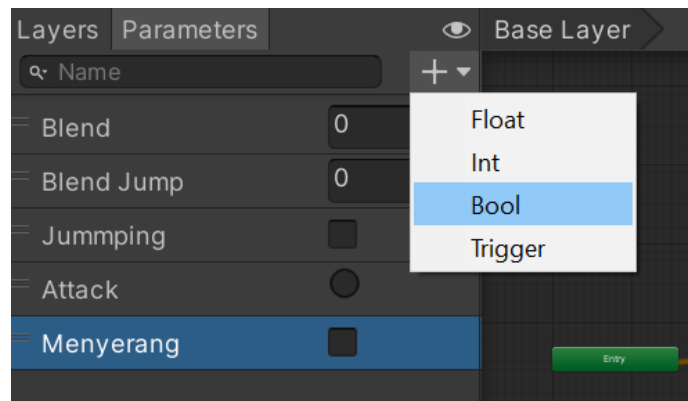 Layers Parameters Base Layer
Name
Blend 0
Blend Jump 0
Jummping
Attack
Menyerang
Float
Int
Bool
Trigger
Entry